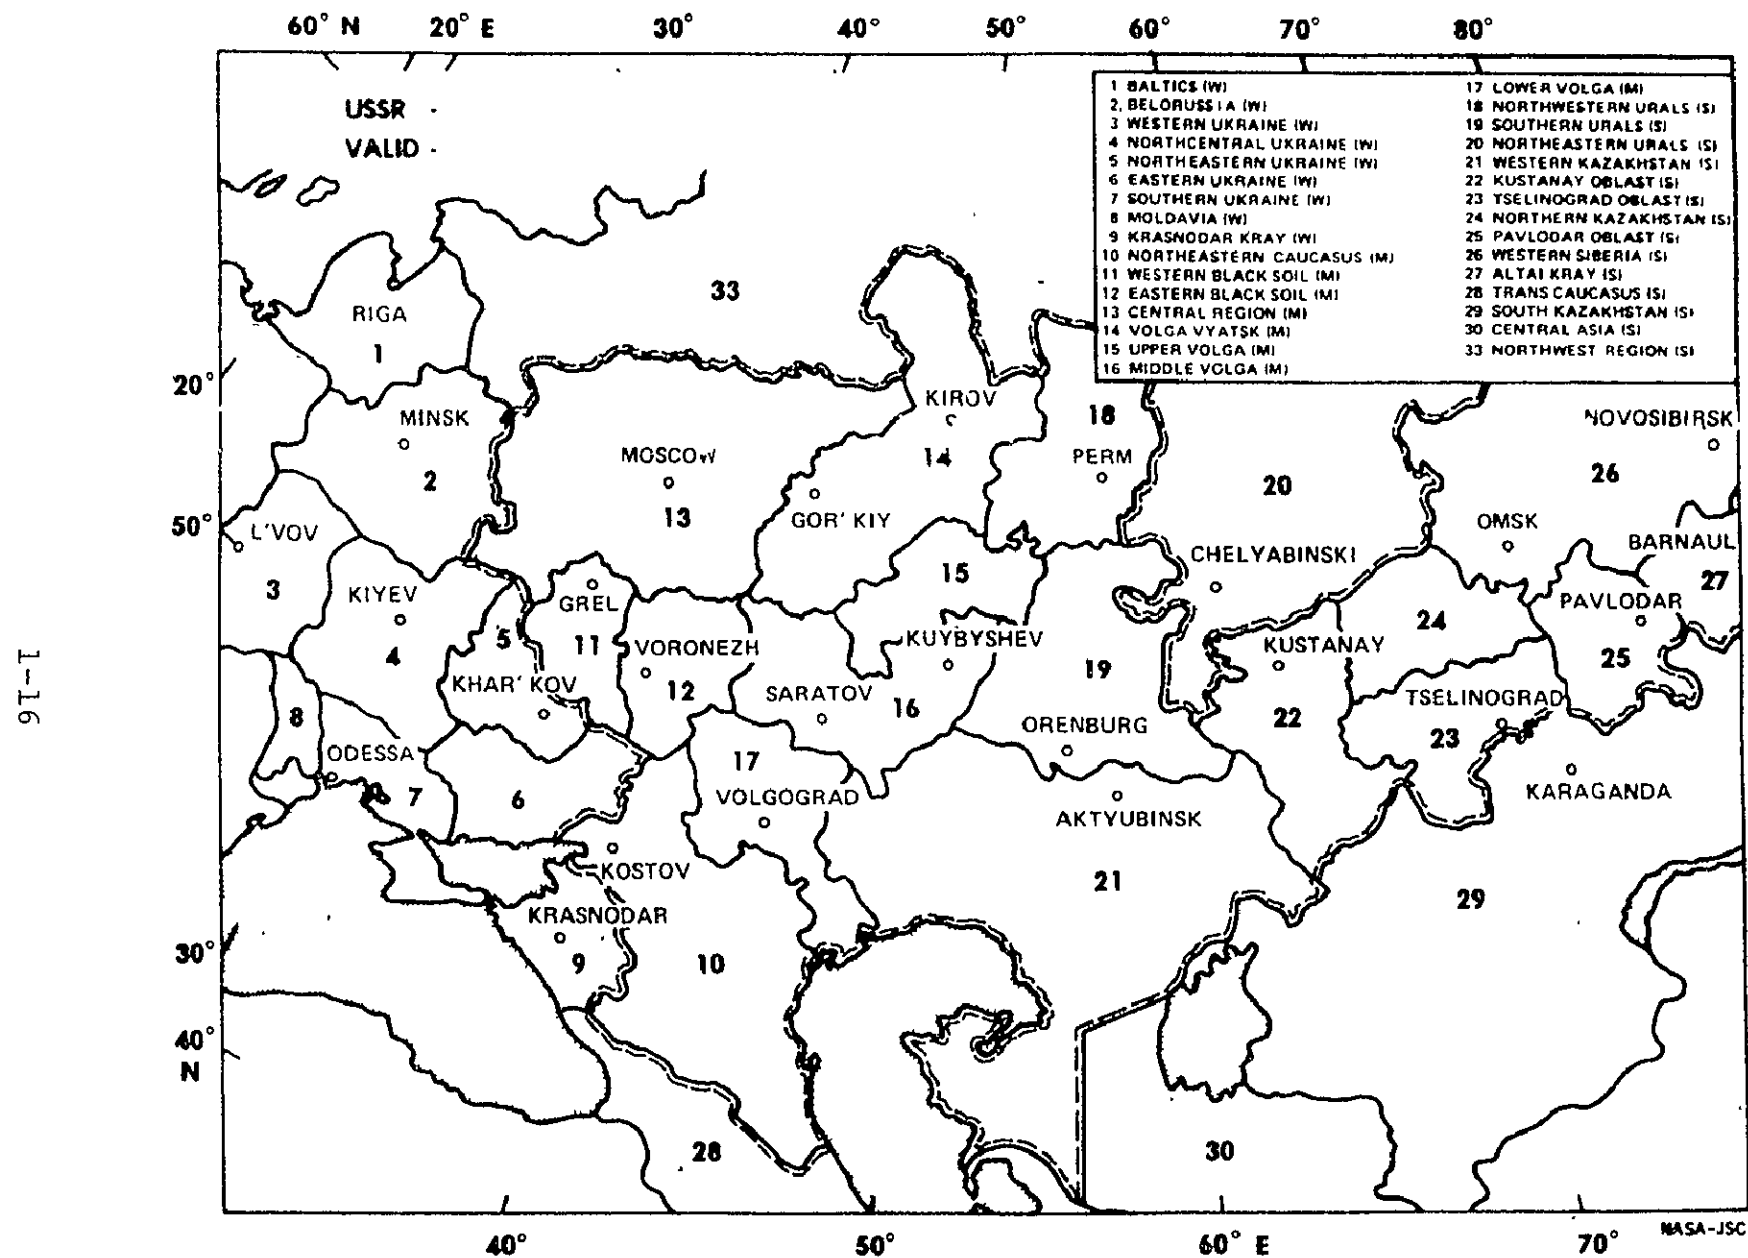 60° N 20° E 30° 40° 50° 60° 70° 80°
USSR
VALID
1 BALTICS (W)
2, BELORUSSIA (W)
3 WESTERN UKRAINE (W)
4 NORTHCENTRAL UKRAINE (W)
5 NORTHEASTERN UKRAINE (W)
6 EASTERN UKRAINE (W)
7 SOUTHERN UKRAINE (W)
8 MOLDAVIA (W)
9 KRASNODAR KRAY (W)
10 NORTHEASTERN CAUCASUS (M)
11 WESTERN BLACK SOIL (M)
12 EASTERN BLACK SOIL (M)
13 CENTRAL REGION (M)
14 VOLGA VYATSK (M)
15 UPPER VOLGA (M)
16 MIDDLE VOLGA (M)
17 LOWER VOLGA (M)
18 NORTHWESTERN URALS (S)
19 SOUTHERN URALS (S)
20 NORTHEASTERN URALS (S)
21 WESTERN KAZAKHSTAN (S)
22 KUSTANAY OBLAST (S)
23 TSELINOGRAD OBLAST (S)
24 NORTHERN KAZAKHSTAN (S)
25 PAVLODAR OBLAST (S)
26 WESTERN SIBERIA (S)
27 ALTAI KRAY (S)
28 TRANS CAUCASUS (S)
29 SOUTH KAZAKHSTAN (S)
30 CENTRAL ASIA (S)
33 NORTHWEST REGION (S)
33
RIGA
1
20°
KIROV
18
MINSK
NOVOSIBIRSK
MOSCOW
14
PERM
2
20
26
13
GOR' KIY
50°
L'VOV
OMSK
BARNAUL
CHELYABINSKI
15
27
3
KIYEV
GREL
PAVLODAR
24
5
11
VORONEZH
KUYBYSHEV
KUSTANAY
4
25
KHAR' KOV
12
SARATOV
19
TSELINOGRAD
8
16
ORENBURG
22
23
ODESSA
17
7
6
VOLGOGRAD
AKTYUBINSK
KARAGANDA
KOSTOV
21
29
KRASNODAR
30°
9
10
40°
N
28
30
40° 50° 60° E 70°
NASA-JSC
1-16